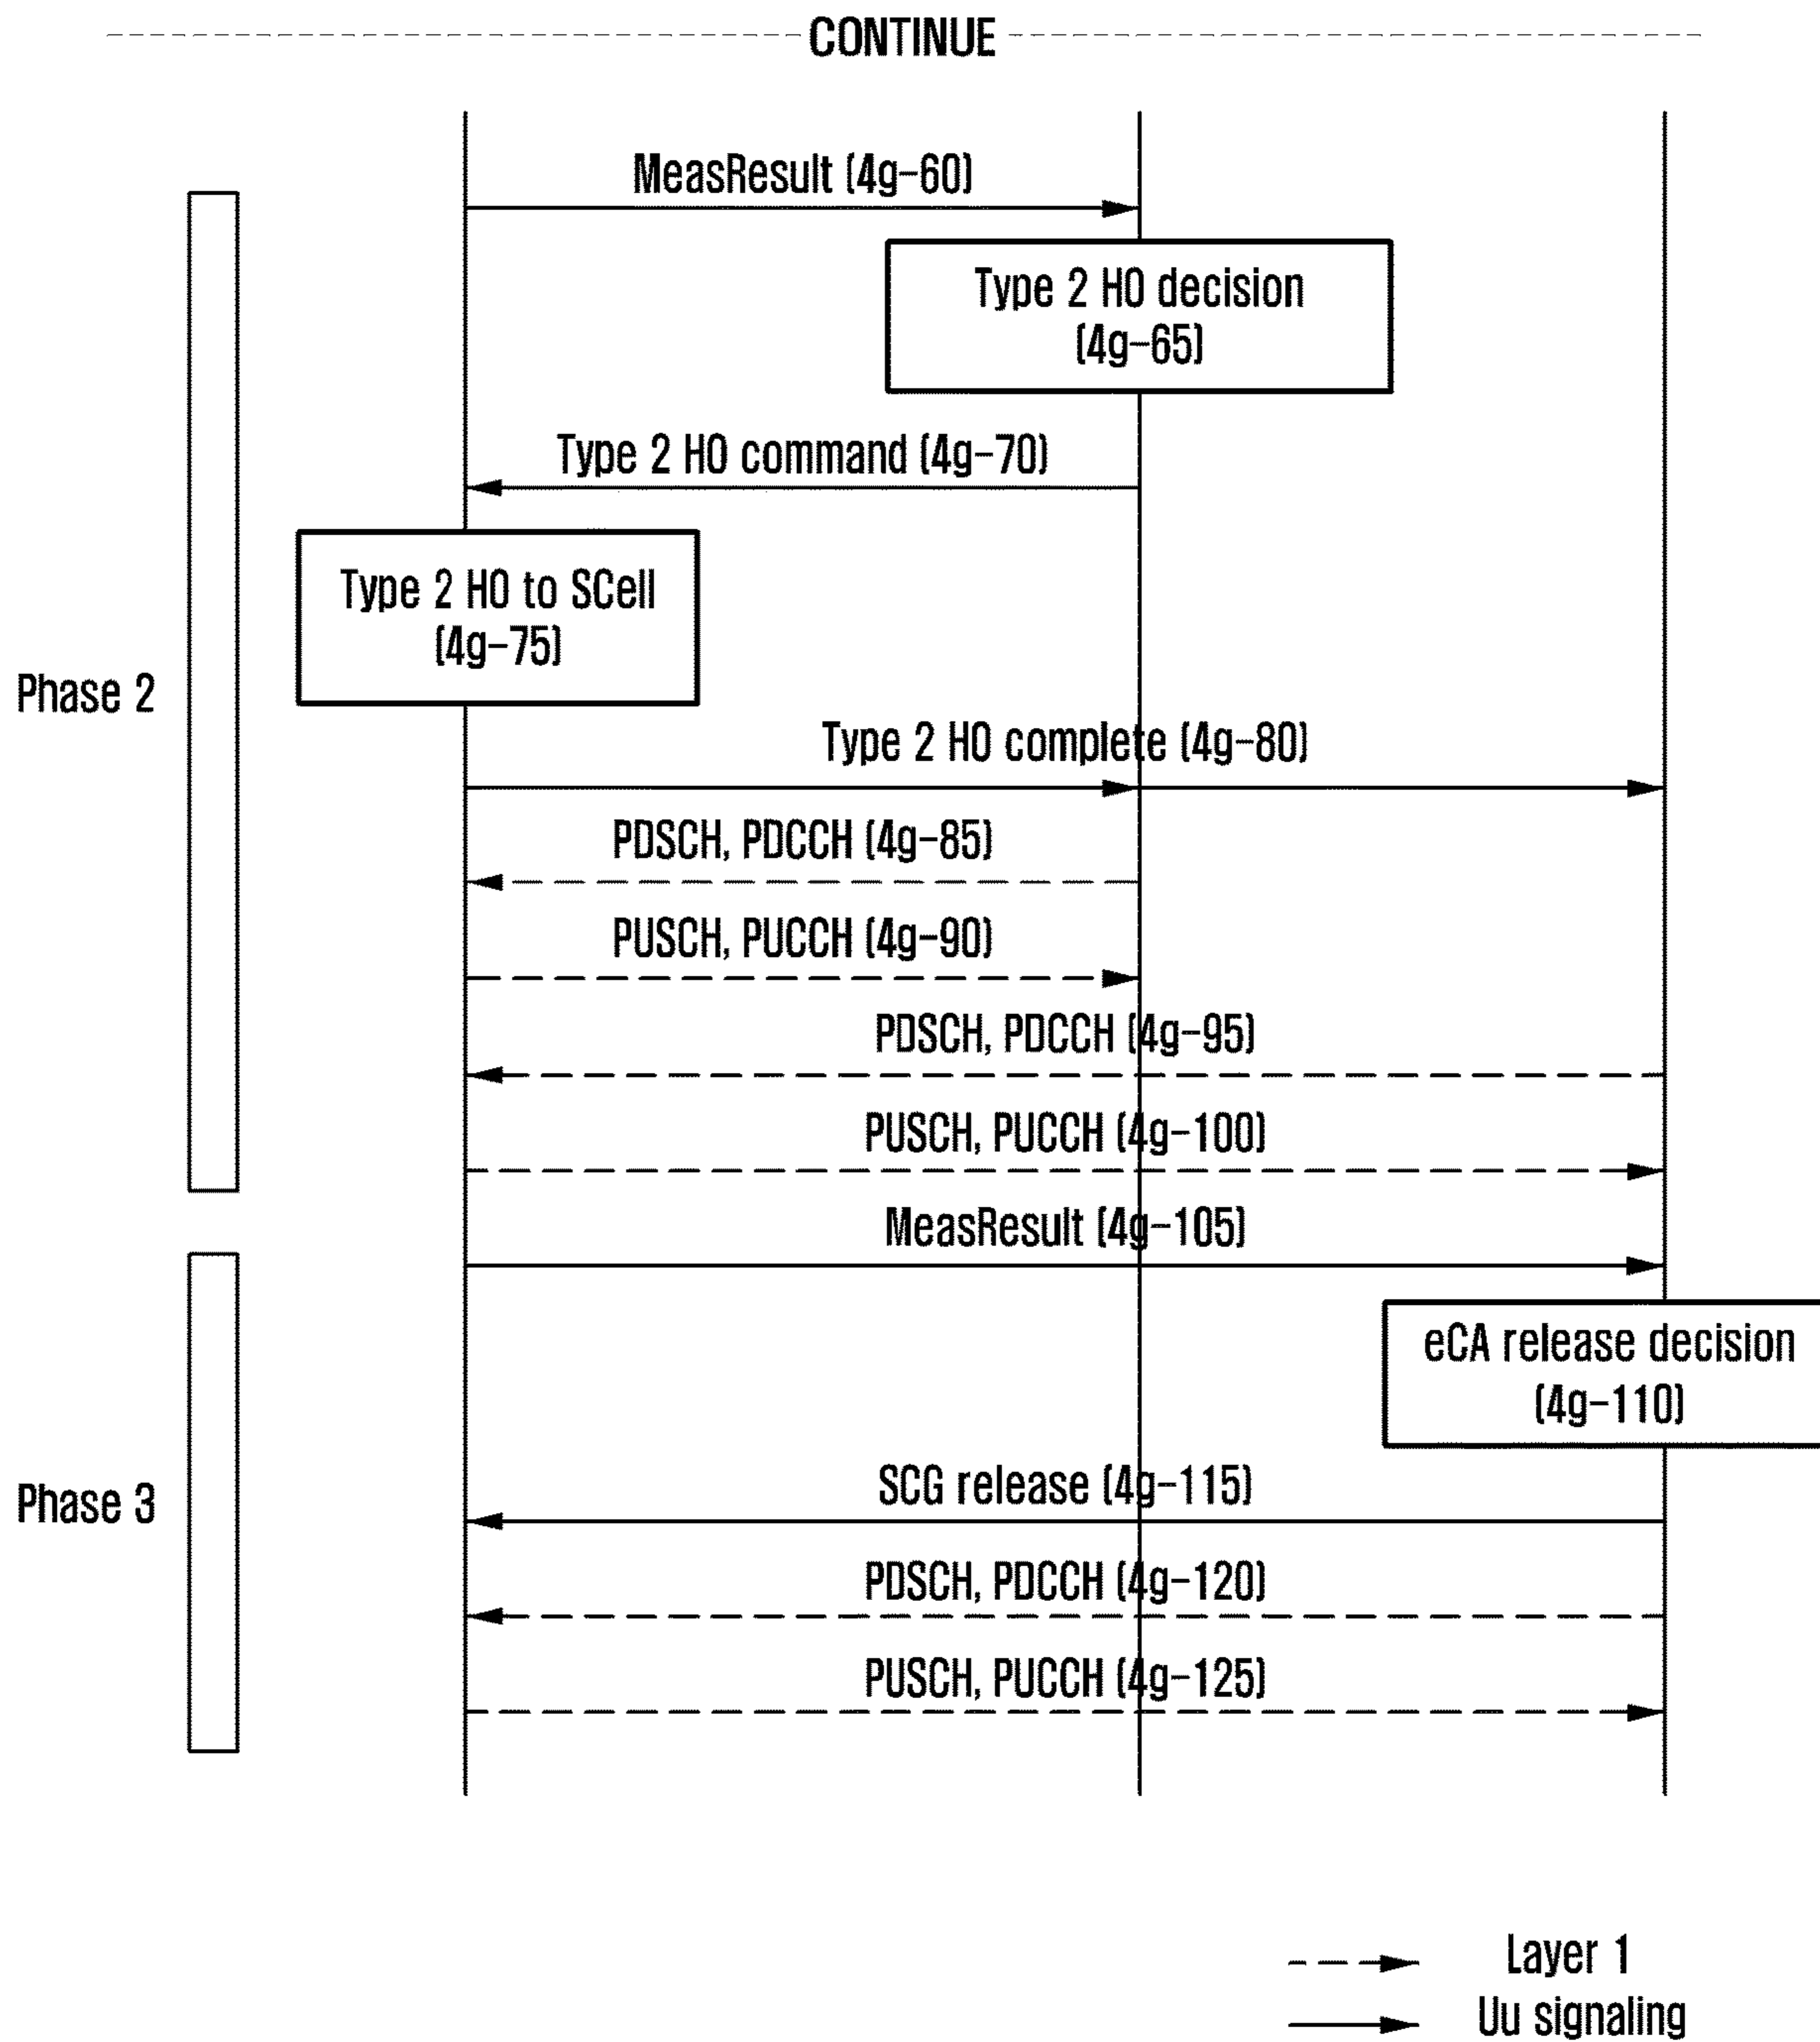 CONTINUE
MeasResult (4g-60)
Type 2 HO decision
(4g-65)
Type 2 HO command (4g-70)
Type 2 HO to SCell
(4g-75)
Phase 2
Type 2 HO complete (4g-80)
PDSCH, PDCCH (4g-85)
PUSCH, PUCCH (4g-90)
PDSCH, PDCCH (4g-95)
PUSCH, PUCCH (4g-100)
MeasResult (4g-105)
eCA release decision
(4g-110)
SCG release (4g-115)
Phase 3
PDSCH, PDCCH (4g-120)
PUSCH, PUCCH (4g-125)
Layer 1
Uu signaling